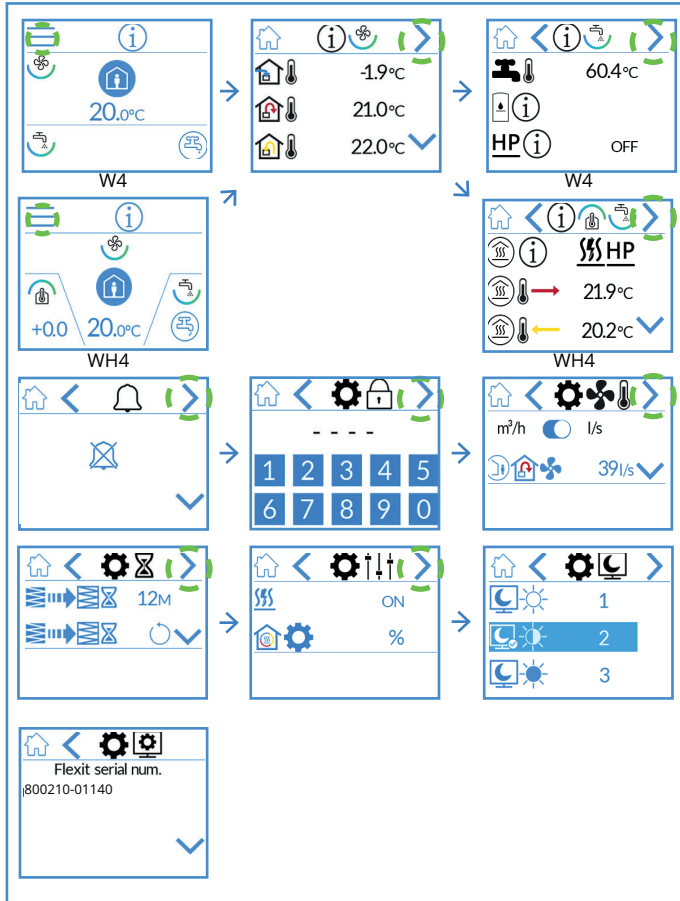 20.0°C
W4
-1.9°C
21.0°C
22.0°C
60.4°C
HP
OFF
W4
+0.0
20.0°C
WH4
HP
21.9°C
20.2°C
WH4
- - - -
1 2 3 4 5
6 7 8 9 0
m³/h l/s
39 l/s
12M
ON
%
1
2
3
Flexit serial num.
800210-01140